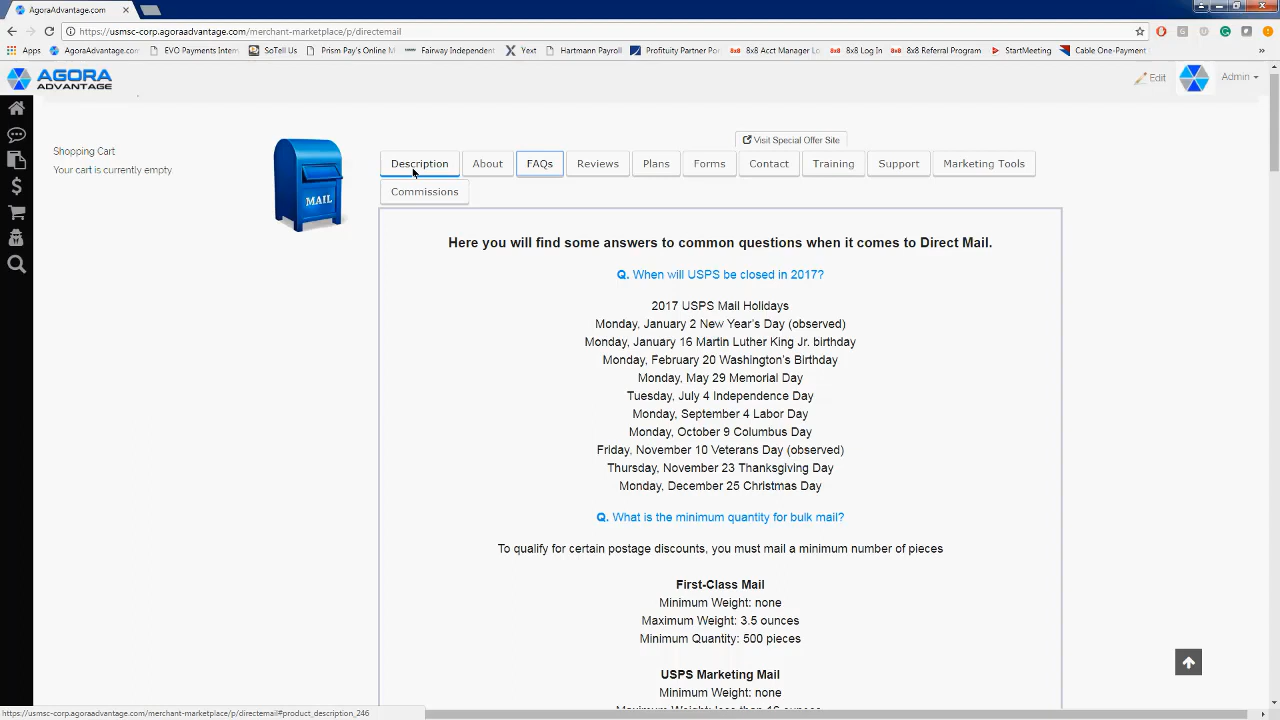 AgoraAdvantage.com
https://usmsc-corp.agoraadvantage.com/merchant-marketplace/p/directemail
Apps AgoraAdvantage.com EVO Payments Intern SoTellUs Prism Pay's Online M Fairway Independent Yext Hartmann Payroll Profituity Partner 8x8 Acct Manager Lo 8x8 Log In 8x8 Referral Program StartMeeting Cable One-Payment
AGORA
ADVANTAGE
Edit
Admin
Shopping Cart
Your cart is currently empty
MAIL
Visit Special Offer Site
Description About FAQs Reviews Plans Forms Contact Training Support Marketing Tools
Commissions
Here you will find some answers to common questions when it comes to Direct Mail.
Q. When will USPS be closed in 2017?
2017 USPS Mail Holidays
Monday, January 2 New Year's Day (observed)
Monday, January 16 Martin Luther King Jr. birthday
Monday, February 20 Washington's Birthday
Monday, May 29 Memorial Day
Tuesday, July 4 Independence Day
Monday, September 4 Labor Day
Monday, October 9 Columbus Day
Friday, November 10 Veterans Day (observed)
Thursday, November 23 Thanksgiving Day
Monday, December 25 Christmas Day
Q. What is the minimum quantity for bulk mail?
To qualify for certain postage discounts, you must mail a minimum number of pieces
First-Class Mail
Minimum Weight: none
Maximum Weight: 3.5 ounces
Minimum Quantity: 500 pieces
USPS Marketing Mail
Minimum Weight: none
https://usmsc-corp.agoraadvantage.com/merchant-marketplace/p/directemail#product_description_246